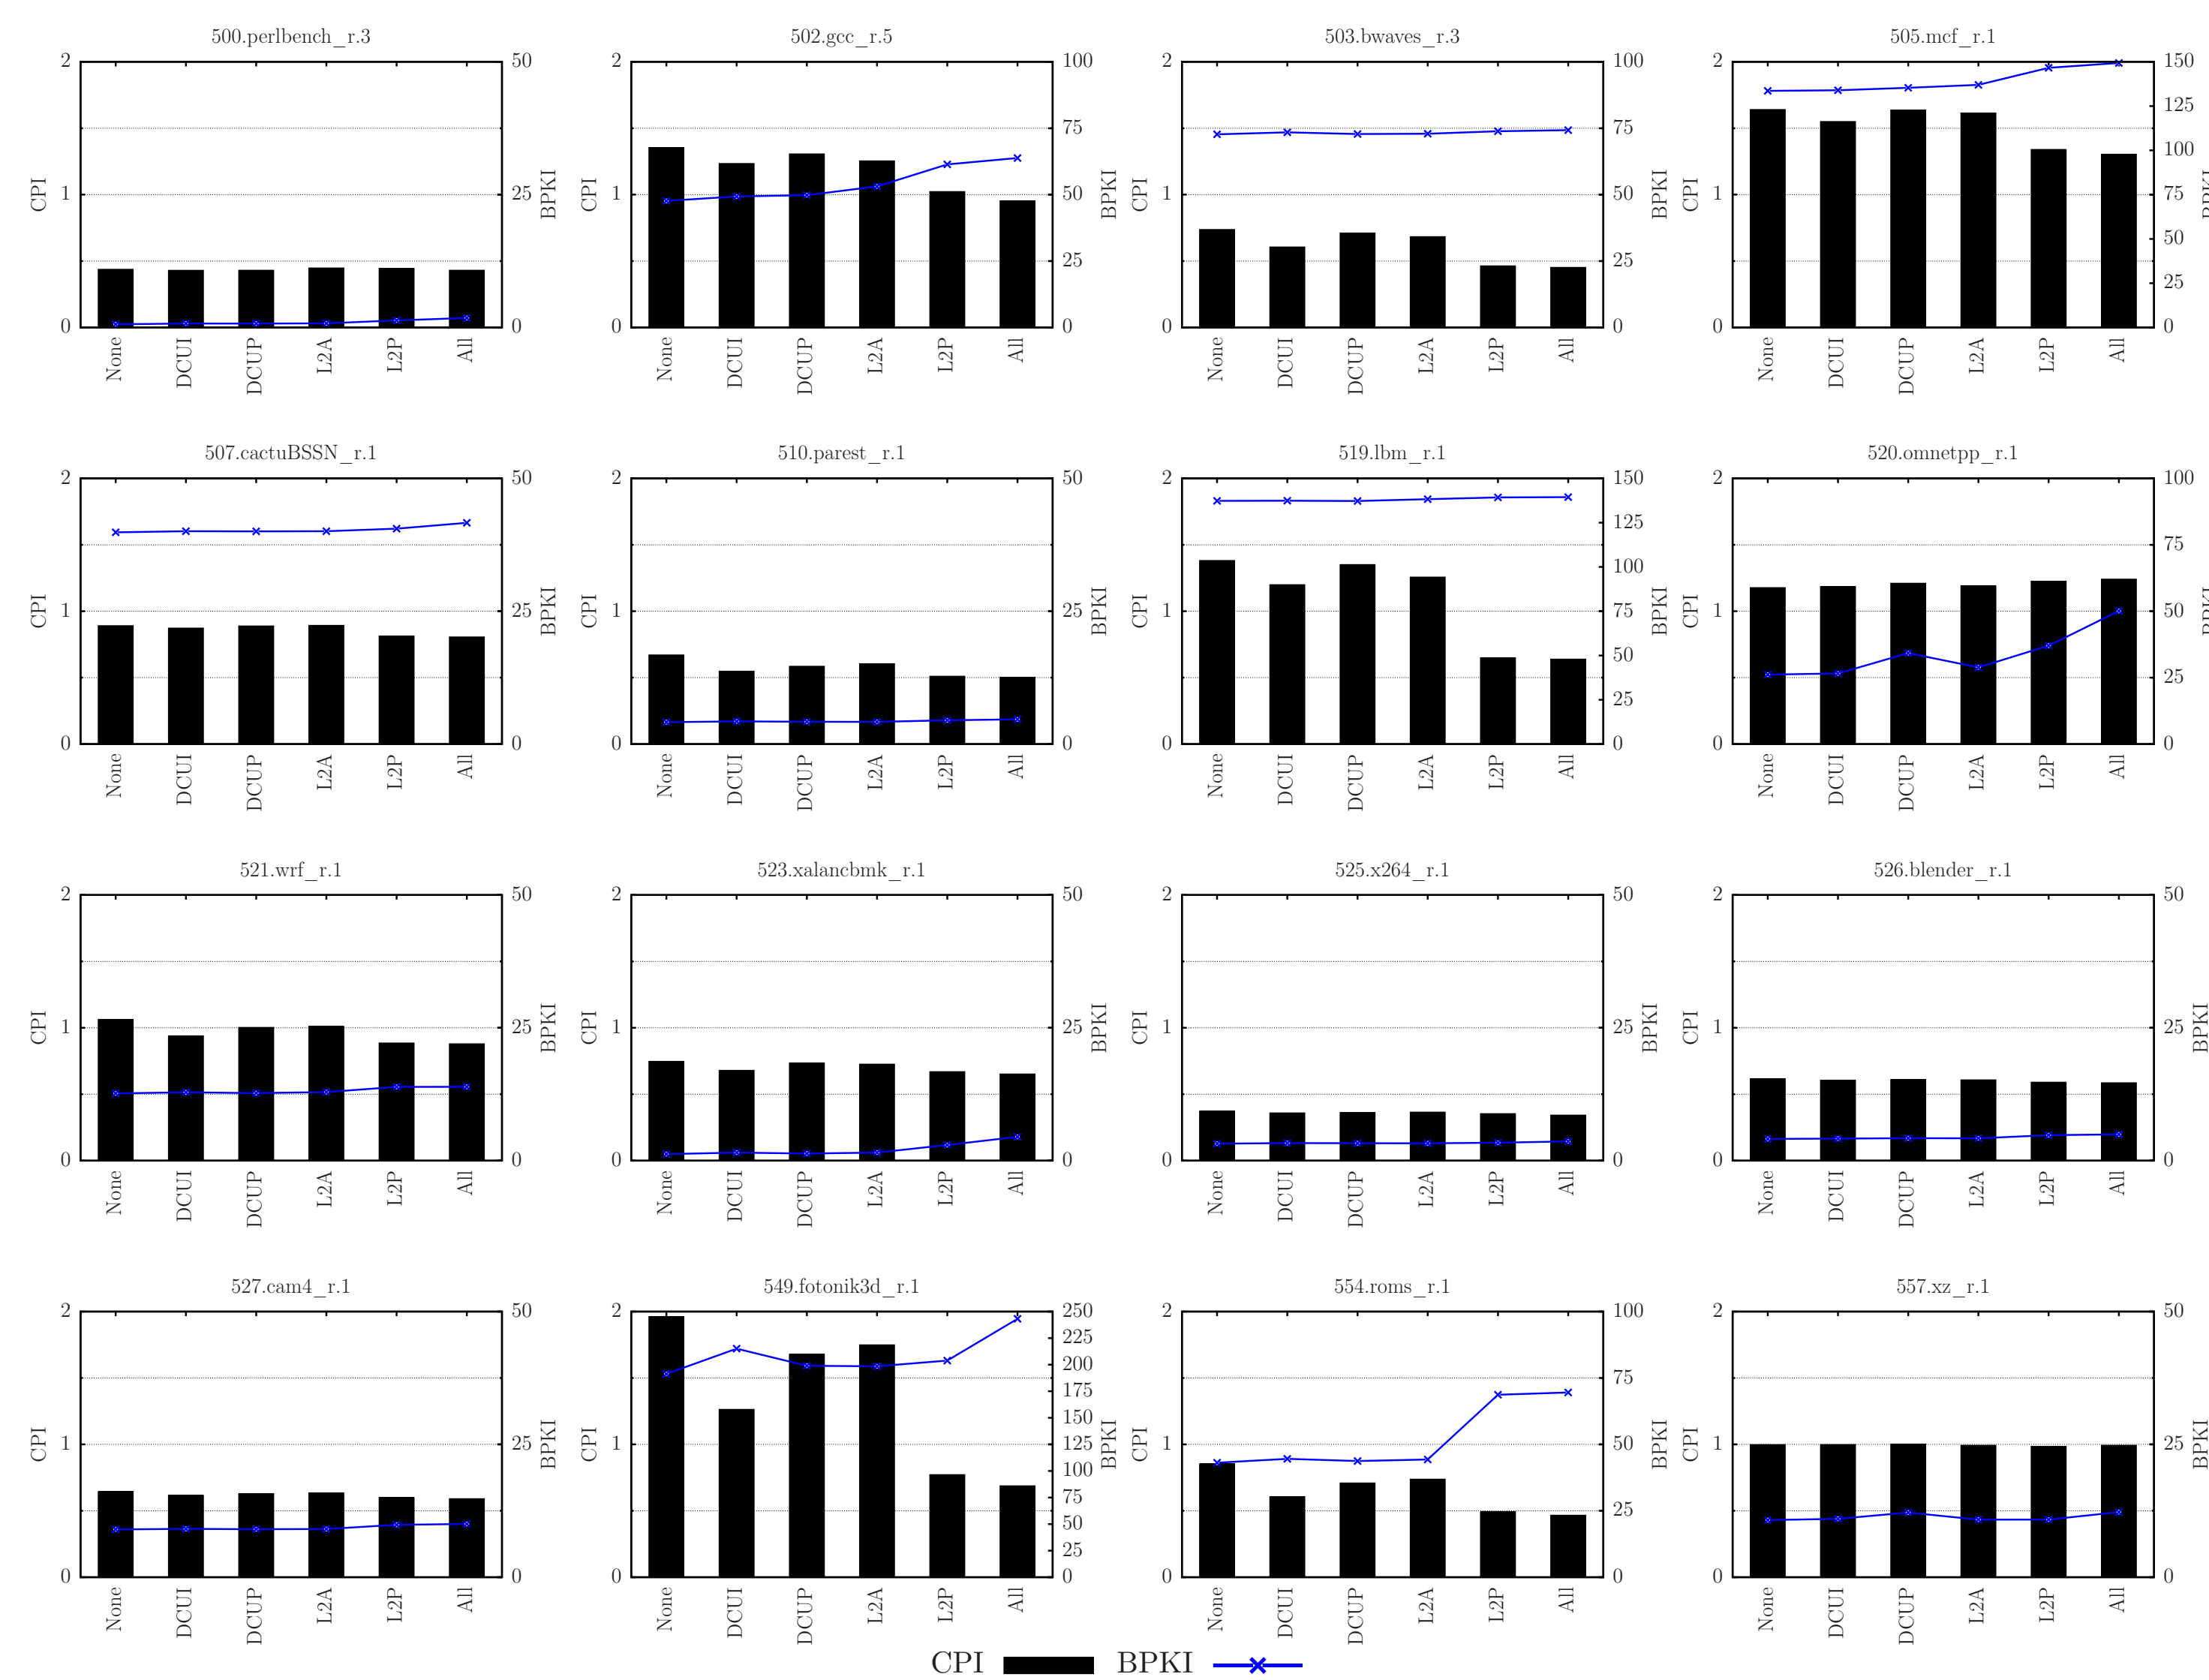 500.perlbench_r.3
2
1
0
CPI
50
25
0
BPKI
None DCUI DCUP L2A L2P All
502.gcc_r.5
2
1
0
CPI
100
75
50
25
0
BPKI
None DCUI DCUP L2A L2P All
503.bwaves_r.3
2
1
0
CPI
100
75
50
25
0
BPKI
None DCUI DCUP L2A L2P All
505.mcf_r.1
2
1
0
CPI
150
125
100
75
50
25
0
None DCUI DCUP L2A L2P All
507.cactuBSSN_r.1
2
1
0
CPI
50
25
0
BPKI
None DCUI DCUP L2A L2P All
510.parest_r.1
2
1
0
CPI
50
25
0
BPKI
None DCUI DCUP L2A L2P All
519.lbm_r.1
2
1
0
CPI
150
125
100
75
50
25
0
BPKI
None DCUI DCUP L2A L2P All
520.omnetpp_r.1
2
1
0
CPI
100
75
50
25
0
None DCUI DCUP L2A L2P All
521.wrf_r.1
2
1
0
CPI
50
25
0
BPKI
None DCUI DCUP L2A L2P All
523.xalancbmk_r.1
2
1
0
CPI
50
25
0
BPKI
None DCUI DCUP L2A L2P All
525.x264_r.1
2
1
0
CPI
50
25
0
BPKI
None DCUI DCUP L2A L2P All
526.blender_r.1
2
1
0
CPI
50
25
0
BPKI
None DCUI DCUP L2A L2P All
527.cam4_r.1
2
1
0
CPI
50
25
0
BPKI
None DCUI DCUP L2A L2P All
549.fotonik3d_r.1
2
1
0
CPI
250
225
200
175
150
125
100
75
50
25
0
BPKI
None DCUI DCUP L2A L2P All
554.roms_r.1
2
1
0
CPI
100
75
50
25
0
BPKI
None DCUI DCUP L2A L2P All
557.xz_r.1
2
1
0
CPI
50
25
0
BPKI
None DCUI DCUP L2A L2P All
CPI BPKI